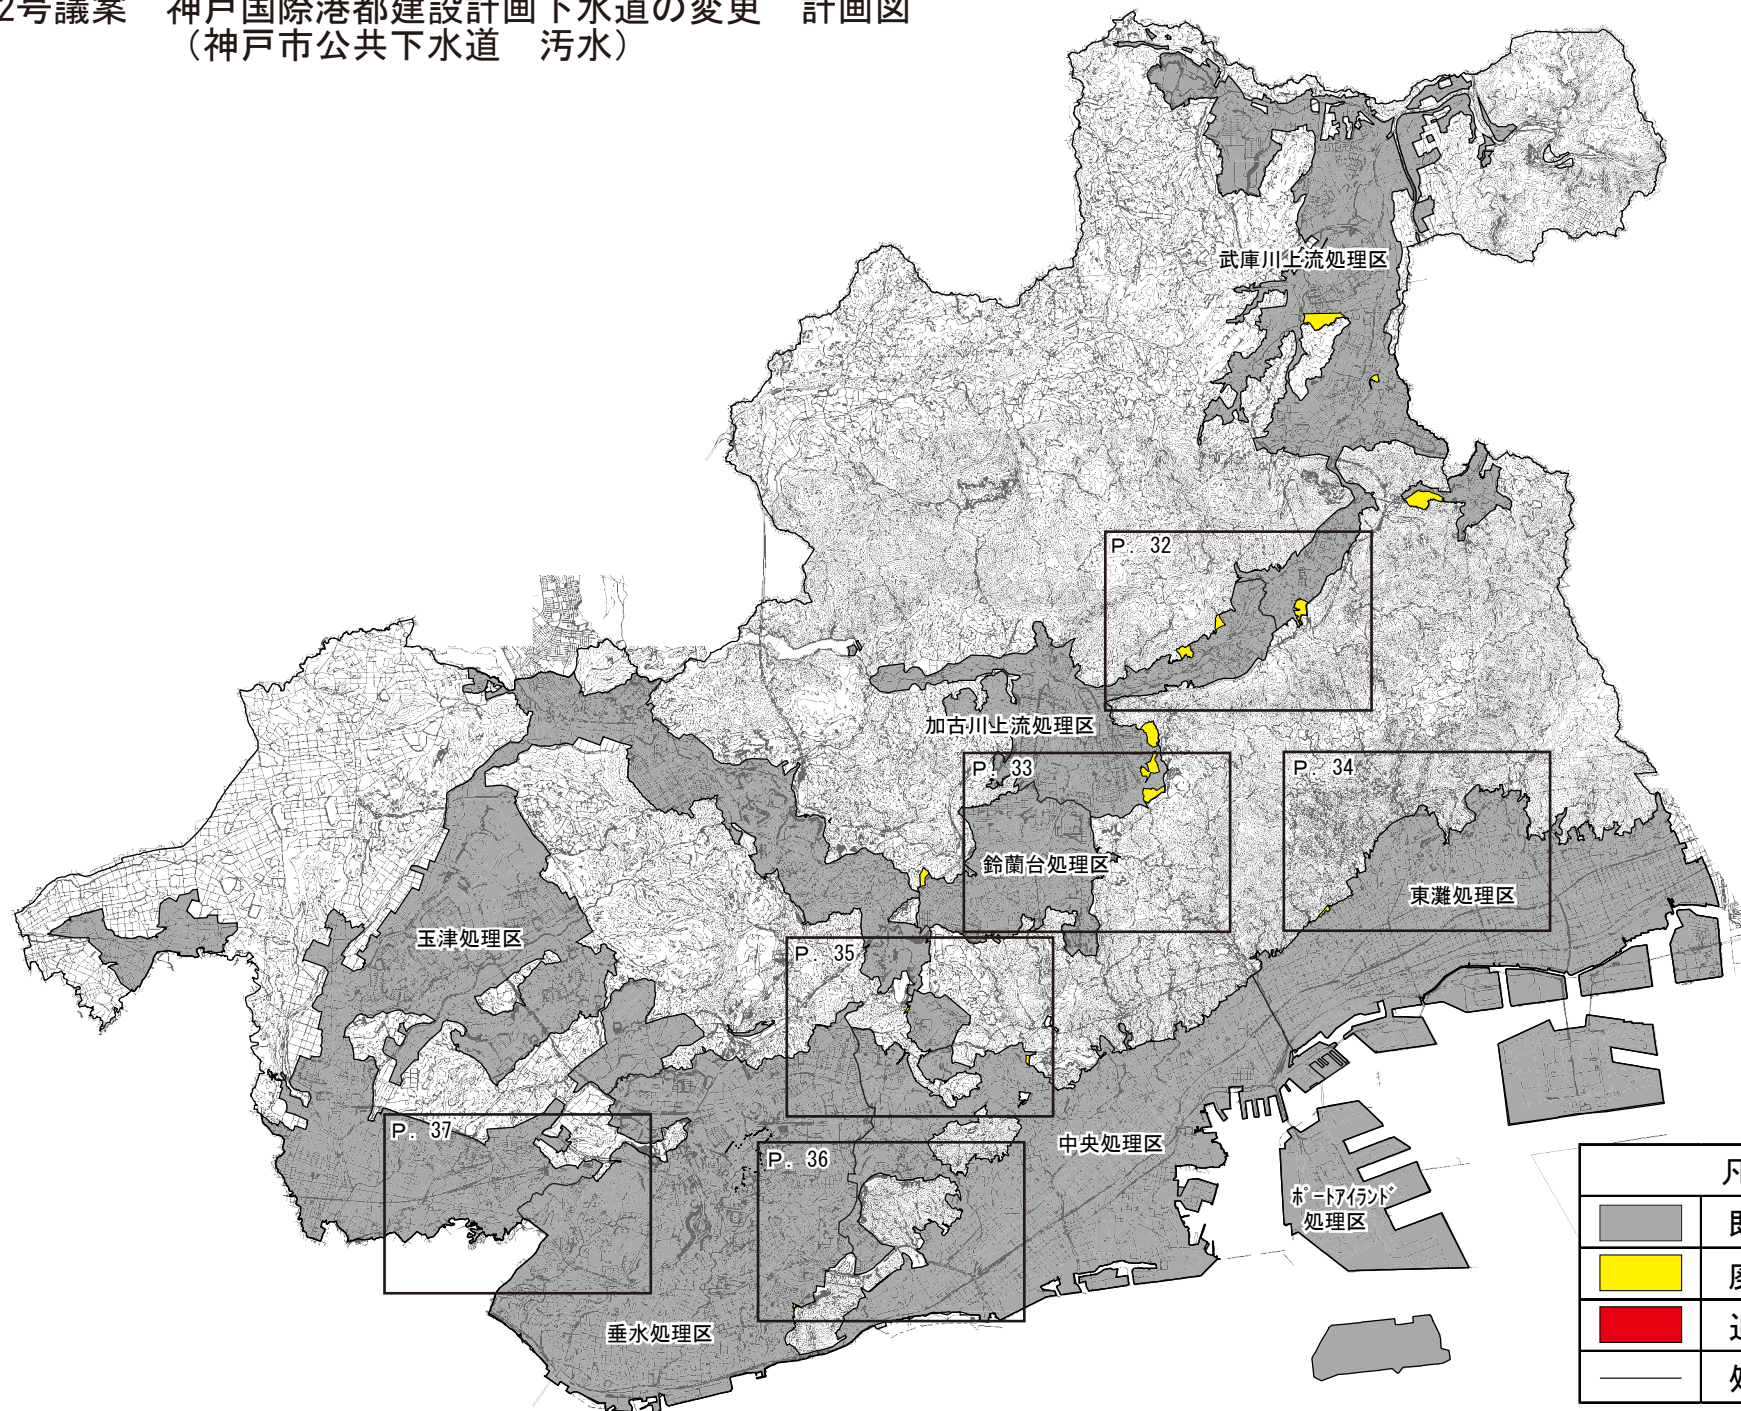 2号議案　神戸国際港都建設計画下水道の変更　計画図
（神戸市公共下水道　汚水）
武庫川上流処理区
P. 32
加古川上流処理区
P. 33
P. 34
鈴蘭台処理区
東灘処理区
玉津処理区
P. 35
P. 37
P. 36
中央処理区
ﾎﾟｰﾄｱｲﾗﾝﾄﾞ
処理区
垂水処理区